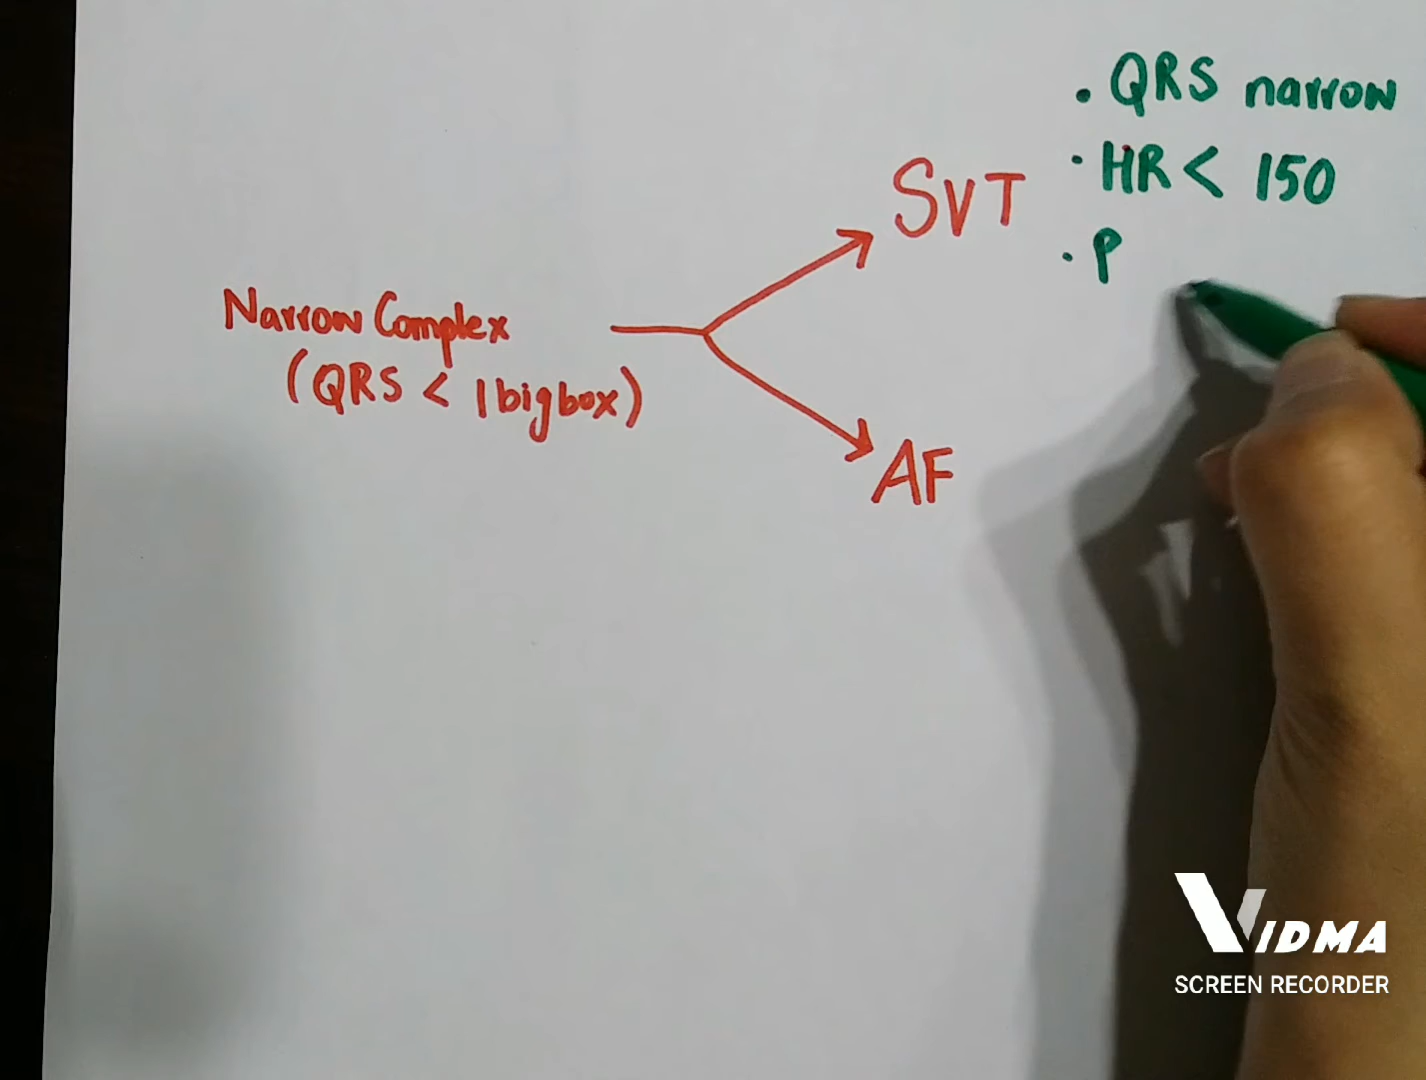 • QRS narrow
• HR < 150
• P
SVT
Narrow Complex
(QRS < 1 big box)
AF
VIDMA
SCREEN RECORDER